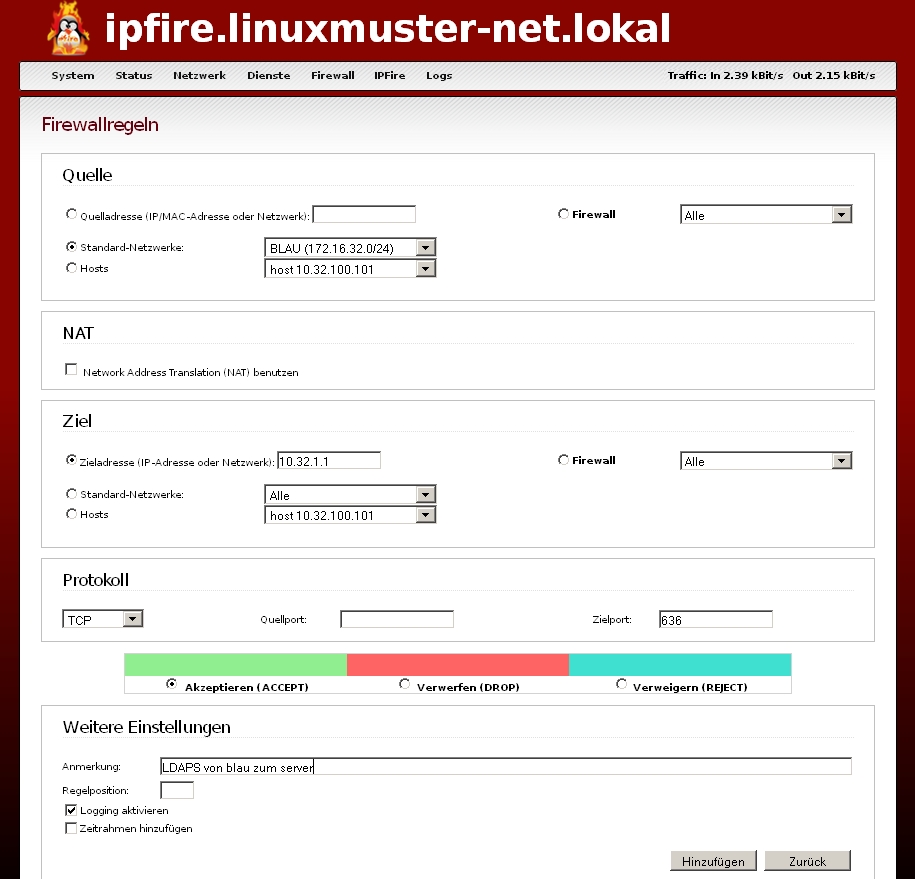 ipfire.linuxmuster-net.lokal
System Status Netzwerk Dienste Firewall IPFire Logs Traffic: In 2.39 kBit/s Out 2.15 kBit/s
Firewallregeln
Quelle
Quelladresse (IP/MAC-Adresse oder Netzwerk): Firewall Alle
Standard-Netzwerke: BLAU (172.16.32.0/24)
Hosts host 10.32.100.101
NAT
Network Address Translation (NAT) benutzen
Ziel
Zieladresse (IP-Adresse oder Netzwerk): 10.32.1.1 Firewall Alle
Standard-Netzwerke: Alle
Hosts host 10.32.100.101
Protokoll
TCP Quellport: Zielport: 636
Akzeptieren (ACCEPT) Verwerfen (DROP) Verweigern (REJECT)
Weitere Einstellungen
Anmerkung: LDAPS von blau zum server
Regelposition:
Logging aktivieren
Zeitrahmen hinzufügen
Hinzufügen Zurück